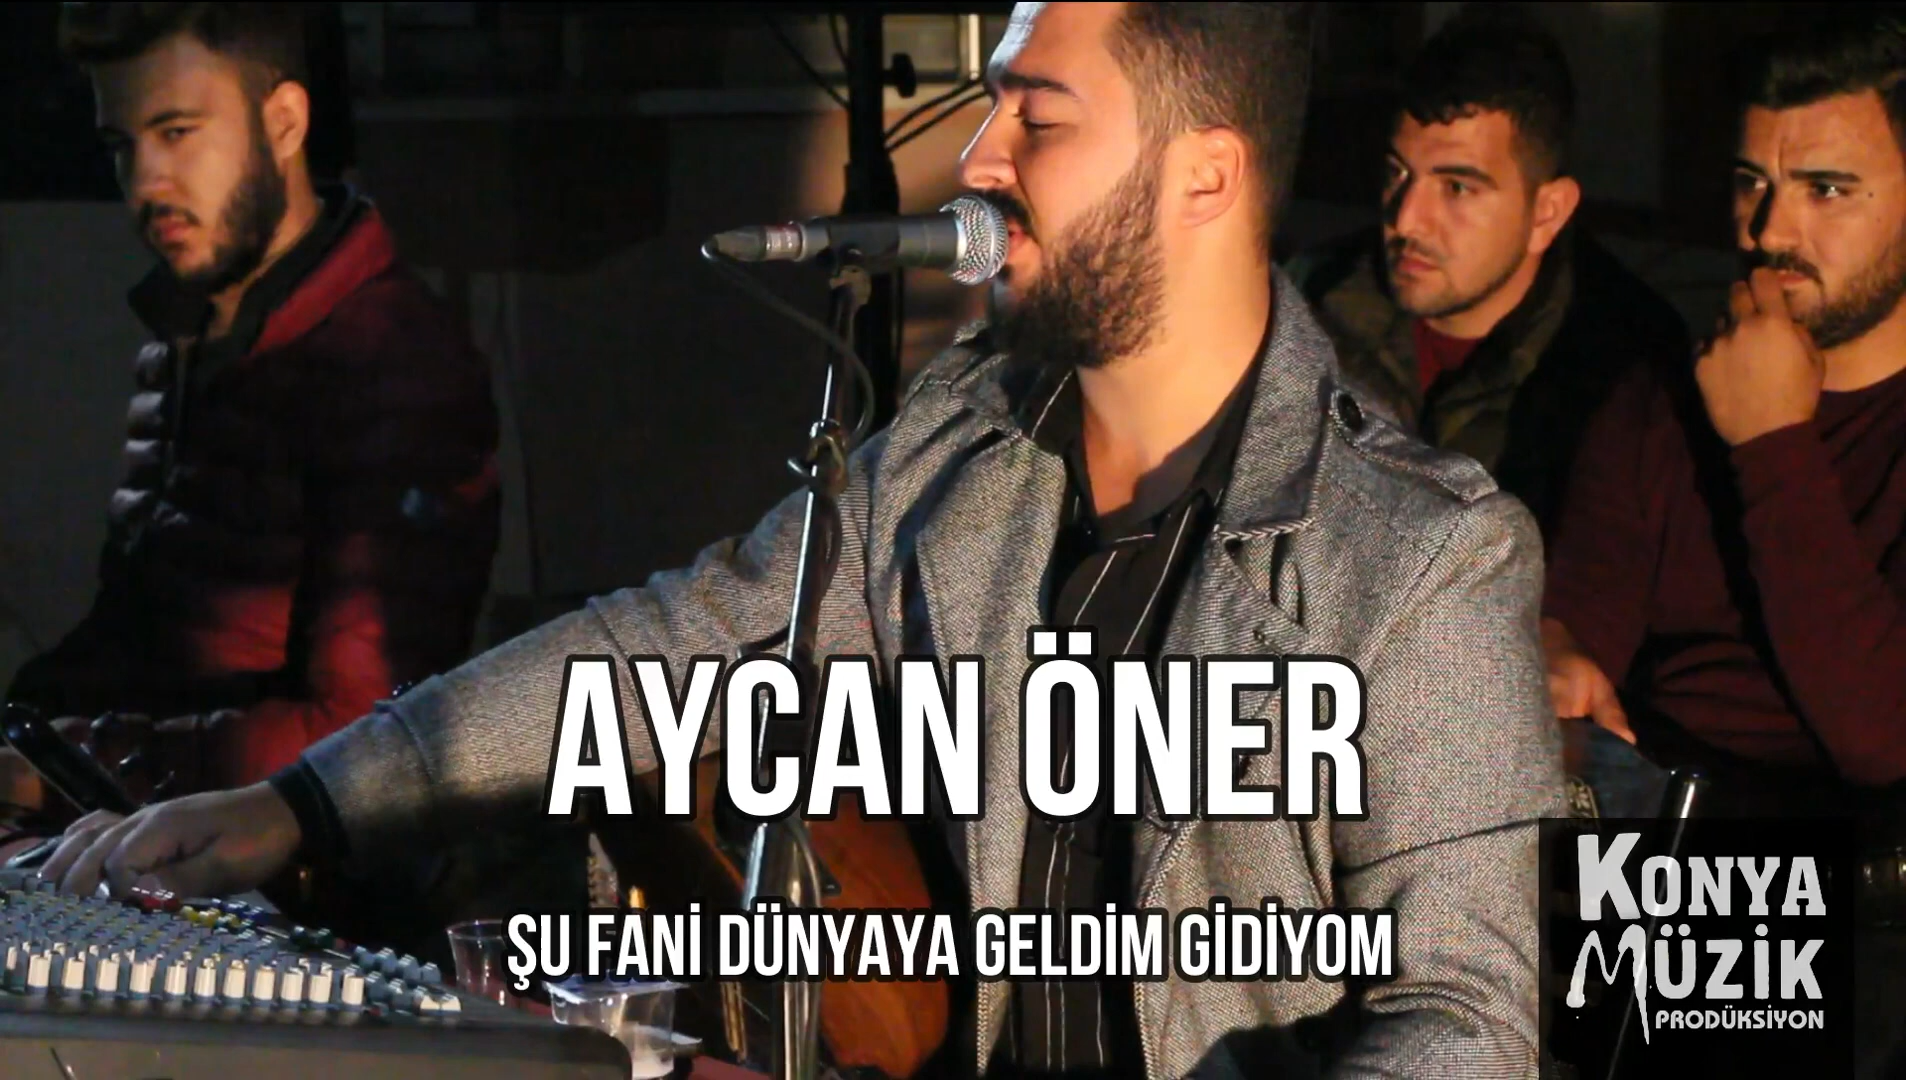 AYCAN ÖNER
ŞU FANİ DÜNYAYA GELDİM GİDİYOM
KONYA
MÜZİK
PRODÜKSİYON